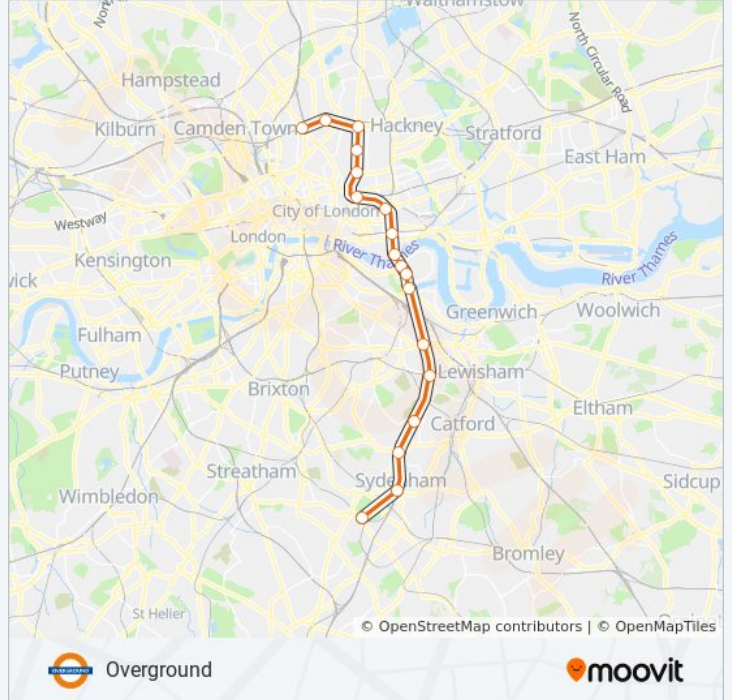 Walthamstow
North Circular Road
Hampstead
Kilburn
Camden Town
Hackney
Stratford
East Ham
City of London
Westway
London
River Thames
Kensington
River Thames
wick
Greenwich
Woolwich
Fulham
Putney
Lewisham
Brixton
Eltham
Catford
Streatham
Sydenham
Sidcup
Wimbledon
Bromley
St Helier
© OpenStreetMap contributors | © OpenMapTiles
OVERGROUND
Overground
moovit